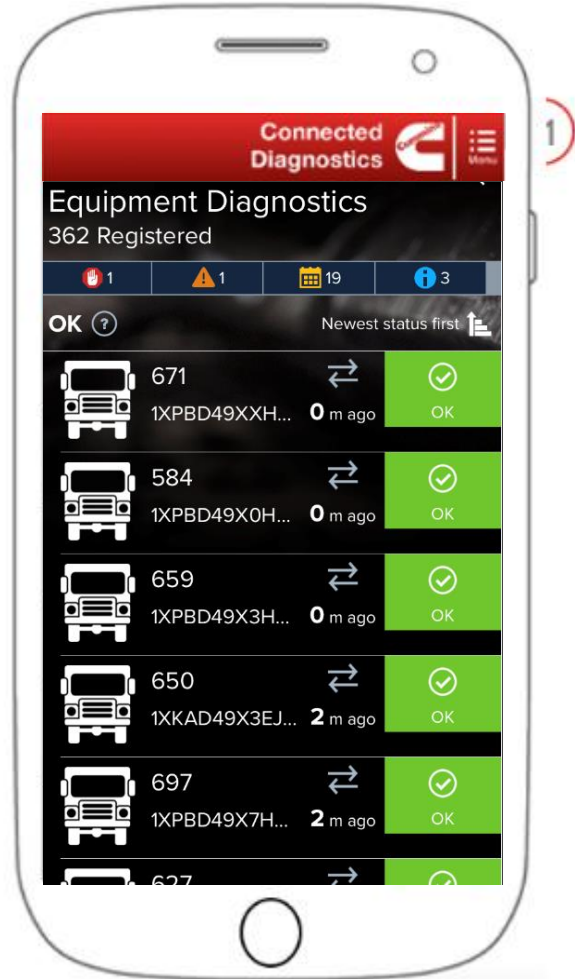 Connected
Diagnostics
Cummins
Menu
1
Equipment Diagnostics
362 Registered
1 1 19 3
OK ? Newest status first
671
1XPBD49XXH... 0 m ago OK
584
1XPBD49X0H... 0 m ago OK
659
1XPBD49X3H... 0 m ago OK
650
1XKAD49X3EJ... 2 m ago OK
697
1XPBD49X7H... 2 m ago OK
627